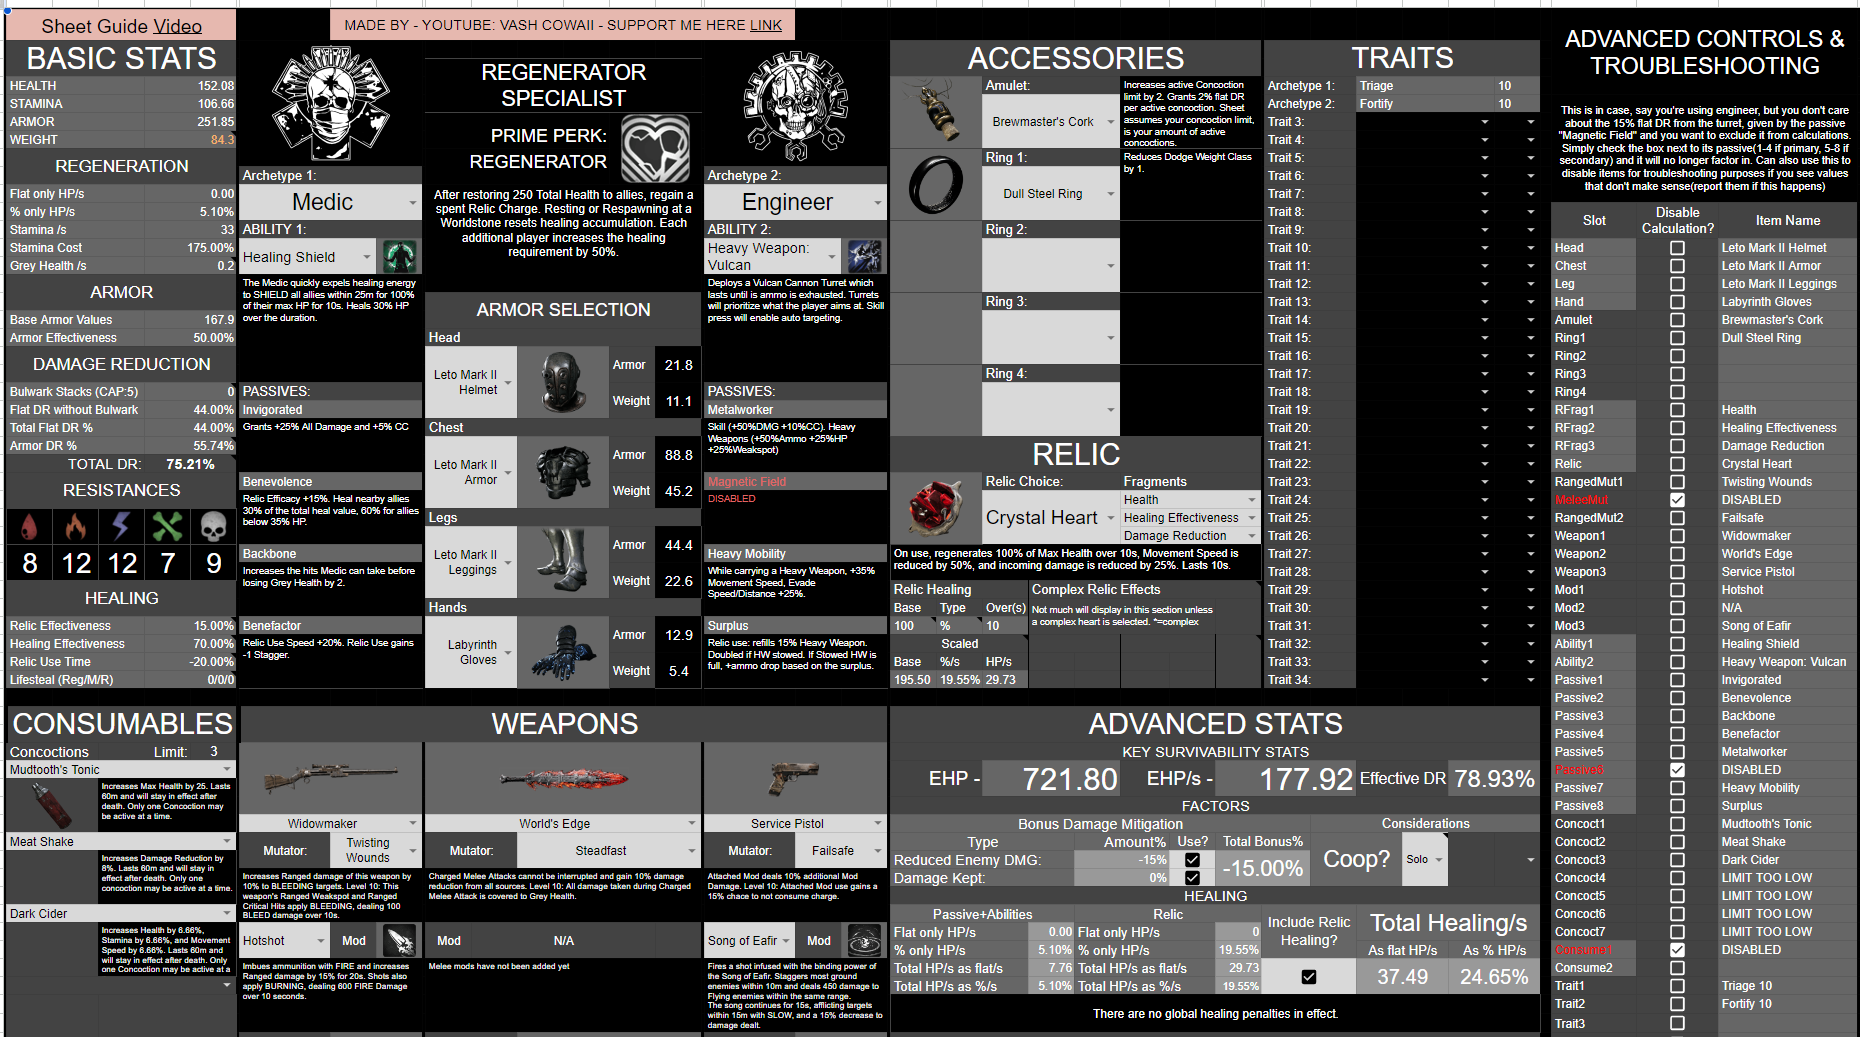 Sheet Guide Video
MADE BY - YOUTUBE: VASH COWAII - SUPPORT ME HERE LINK
BASIC STATS
HEALTH 152.08
STAMINA 106.66
ARMOR 251.85
WEIGHT 84.3
REGENERATION
Flat only HP/s 0.00
% only HP/s 5.10%
Stamina /s 33
Stamina Cost 175.00%
Grey Health /s 0.2
ARMOR
Base Armor Values 167.9
Armor Effectiveness 50.00%
DAMAGE REDUCTION
Bulwark Stacks (CAP:5) 0
Flat DR without Bulwark 44.00%
Total Flat DR % 44.00%
Armor DR % 55.74%
TOTAL DR: 75.21%
RESISTANCES
8 12 12 7 9
HEALING
Relic Effectiveness 15.00%
Healing Effectiveness 70.00%
Relic Use Time -20.00%
Lifesteal (Reg/M/R) 0/0/0
Archetype 1:
Medic
ABILITY 1:
Healing Shield
The Medic quickly expels healing energy
to SHIELD all allies within 25m for 100%
of their max HP for 10s. Heals 30% HP
over the duration.
PASSIVES:
Invigorated
Grants +25% All Damage and +5% CC
Benevolence
Relic Efficacy +15%. Heal nearby allies
30% of the total heal value, 60% for allies
below 35% HP.
Backbone
Increases the hits Medic can take before
losing Grey Health by 2.
Benefactor
Relic Use Speed +20%. Relic Use gains
-1 Stagger.
REGENERATOR
SPECIALIST
PRIME PERK:
REGENERATOR
After restoring 250 Total Health to allies, regain a
spent Relic Charge. Resting or Respawning at a
Worldstone resets healing accumulation. Each
additional player increases the healing
requirement by 50%.
ARMOR SELECTION
Head
Leto Mark II
Helmet
Armor 21.8
Weight 11.1
Chest
Leto Mark II
Armor
Armor 88.8
Weight 45.2
Legs
Leto Mark II
Leggings
Armor 44.4
Weight 22.6
Hands
Labyrinth
Gloves
Armor 12.9
Weight 5.4
Archetype 2:
Engineer
ABILITY 2:
Heavy Weapon:
Vulcan
Deploys a Vulcan Cannon Turret which
lasts until is ammo is exhausted. Turrets
will prioritize what the player aims at. Skill
press will enable auto targeting.
PASSIVES:
Metalworker
Skill (+50%DMG +10%CC). Heavy
Weapons (+50%Ammo +25%HP
+25%Weakspot)
Magnetic Field
DISABLED
Heavy Mobility
While carrying a Heavy Weapon, +35%
Movement Speed, Evade
Speed/Distance +25%.
Surplus
Relic use: refills 15% Heavy Weapon.
Doubled if HW stowed. If Stowed HW is
full, +ammo drop based on the surplus.
ACCESSORIES
Amulet:
Brewmaster's Cork
Increases active Concoction
limit by 2. Grants 2% flat DR
per active concotion. Sheet
assumes your concoction limit,
is your amount of active
concoctions.
Ring 1:
Dull Steel Ring
Reduces Dodge Weight Class
by 1.
Ring 2:
Ring 3:
Ring 4:
RELIC
Relic Choice: Fragments
Crystal Heart
Health
Healing Effectiveness
Damage Reduction
On use, regenerates 100% of Max Health over 10s, Movement Speed is
reduced by 50%, and incoming damage is reduced by 25%. Lasts 10s.
Relic Healing
Base Type Over(s)
100 % 10
Scaled
Base %/s HP/s
195.50 19.55% 29.73
Complex Relic Effects
Not much will display in this section unless
a complex heart is selected. *=complex
TRAITS
Archetype 1: Triage 10
Archetype 2: Fortify 10
Trait 3:
Trait 4:
Trait 5:
Trait 6:
Trait 7:
Trait 8:
Trait 9:
Trait 10:
Trait 11:
Trait 12:
Trait 13:
Trait 14:
Trait 15:
Trait 16:
Trait 17:
Trait 18:
Trait 19:
Trait 20:
Trait 21:
Trait 22:
Trait 23:
Trait 24:
Trait 25:
Trait 26:
Trait 27:
Trait 28:
Trait 29:
Trait 30:
Trait 31:
Trait 32:
Trait 33:
Trait 34:
ADVANCED CONTROLS &
TROUBLESHOOTING
This is in case, say you're using engineer, but you don't care
about the 15% flat DR from the turret, given by the passive
"Magnetic Field" and you want to exclude it from calculations.
Simply check the box next to its passive(1-4 if primary, 5-8 if
secondary) and it will no longer factor in. Can also use this to
disable items for troubleshooting purposes if you see values
that don't make sense(report them if this happens)
Slot Disable Calculation? Item Name
Head Leto Mark II Helmet
Chest Leto Mark II Armor
Leg Leto Mark II Leggings
Hand Labyrinth Gloves
Amulet Brewmaster's Cork
Ring1 Dull Steel Ring
Ring2
Ring3
Ring4
RFrag1 Health
RFrag2 Healing Effectiveness
RFrag3 Damage Reduction
Relic Crystal Heart
RangedMut1 Twisting Wounds
MeleeMut DISABLED
RangedMut2 Failsafe
Weapon1 Widowmaker
Weapon2 World's Edge
Weapon3 Service Pistol
Mod1 Hotshot
Mod2 N/A
Mod3 Song of Eafir
Ability1 Healing Shield
Ability2 Heavy Weapon: Vulcan
Passive1 Invigorated
Passive2 Benevolence
Passive3 Backbone
Passive4 Benefactor
Passive5 Metalworker
Passive6 DISABLED
Passive7 Heavy Mobility
Passive8 Surplus
Concoct1 Mudtooth's Tonic
Concoct2 Meat Shake
Concoct3 Dark Cider
Concoct4 LIMIT TOO LOW
Concoct5 LIMIT TOO LOW
Concoct6 LIMIT TOO LOW
Concoct7 LIMIT TOO LOW
Consume1 DISABLED
Consume2
Trait1 Triage 10
Trait2 Fortify 10
Trait3
CONSUMABLES
Concoctions Limit: 3
Mudtooth's Tonic
Increases Max Health by 25. Lasts
60m and will stay in effect after
death. Only one Concoction may
be active at a time.
Meat Shake
Increases Damage Reduction by
8%. Lasts 60m and will stay in
effect after death. Only one
concoction may be active at a time.
Dark Cider
Increases Health by 6.66%,
Stamina by 6.66%, and Movement
Speed by 6.66%. Lasts 60m and
will stay in effect after death. Only
one Concoction may be active at a
WEAPONS
Widowmaker
Mutator: Twisting
Wounds
Increases Ranged damage of this weapon by
10% to BLEEDING targets. Level 10: This
weapon's Ranged Weakspot and Ranged
Critical Hits apply BLEEDING, dealing 100
BLEED damage over 10s.
Hotshot Mod
Imbues ammunition with FIRE and increases
Ranged damage by 15% for 20s. Shots also
apply BURNING, dealing 600 FIRE Damage
over 10 seconds.
World's Edge
Mutator: Steadfast
Charged Melee Attacks cannot be interrupted and gain 10% damage
reduction from all sources. Level 10: All damage taken during Charged
Melee Attack is covered to Grey Health.
Mod N/A
Melee mods have not been added yet
Service Pistol
Mutator: Failsafe
Attached Mod deals 10% additional Mod
Damage. Level 10: Attached Mod use gains a
15% chace to not consume charge.
Song of Eafir Mod
Fires a shot infused with the binding power of
the Song of Eafir. Staggers most ground
enemies within 10m and deals 450 damage to
Flying enemies within the same range.
The song continues for 15s, afflicting targets
within 15m with SLOW, and a 15% decrease to
damage dealt.
ADVANCED STATS
KEY SURVIVABILITY STATS
EHP - 721.80 EHP/s - 177.92 Effective DR 78.93%
FACTORS
Bonus Damage Mitigation Considerations
Type Amount% Use? Total Bonus%
Reduced Enemy DMG: -15%
Damage Kept: 0%
-15.00%
Coop? Solo
HEALING
Passive+Abilities Relic
Flat only HP/s 0.00 Flat only HP/s 0
% only HP/s 5.10% % only HP/s 19.55%
Total HP/s as flat/s 7.76 Total HP/s as flat/s 29.73
Total HP/s as %/s 5.10% Total HP/s as %/s 19.55%
Include Relic
Healing?
Total Healing/s
As flat HP/s As % HP/s
37.49 24.65%
There are no global healing penalties in effect.